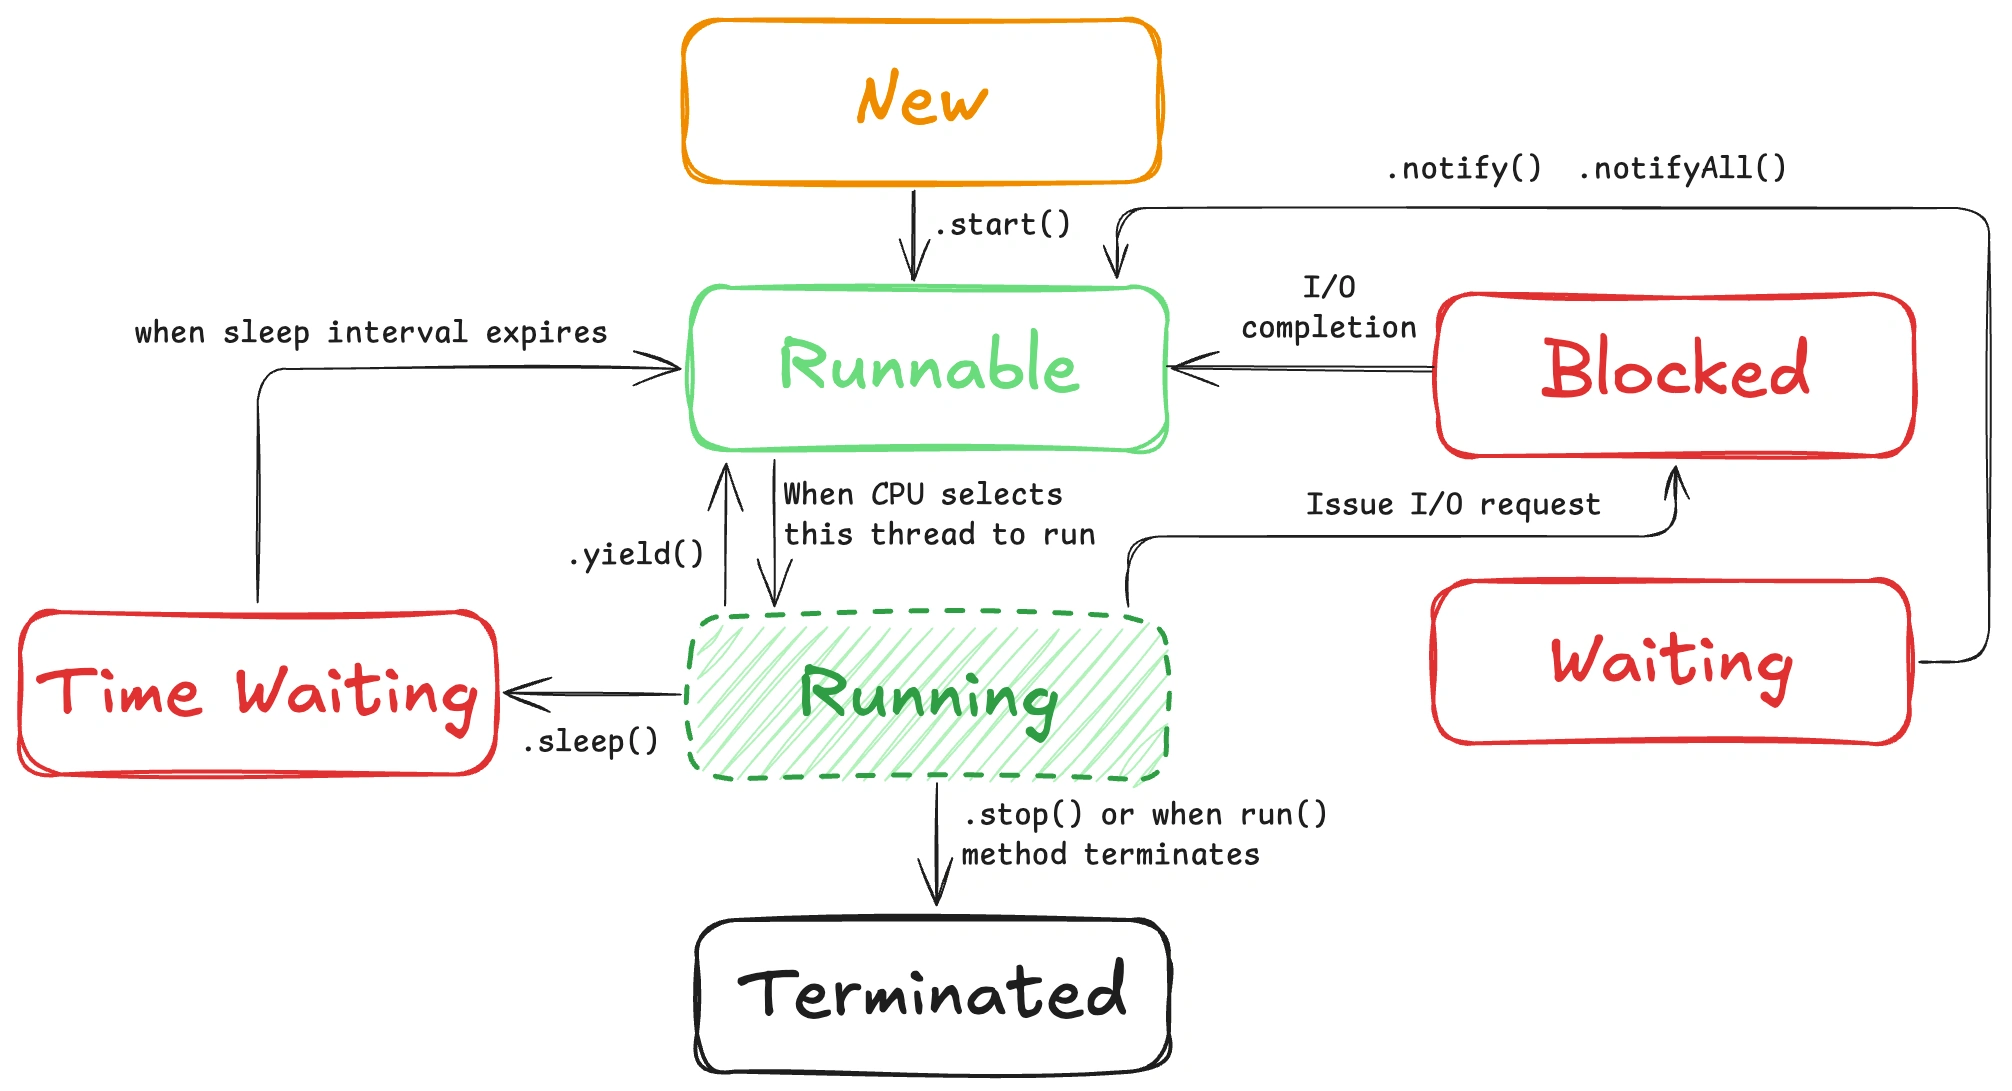 New
.notify() .notifyAll()
.start()
I/O
completion
when sleep interval expires
Runnable
Blocked
When CPU selects
this thread to run
Issue I/O request
.yield()
Time Waiting
Running
Waiting
.sleep()
.stop() or when run()
method terminates
Terminated